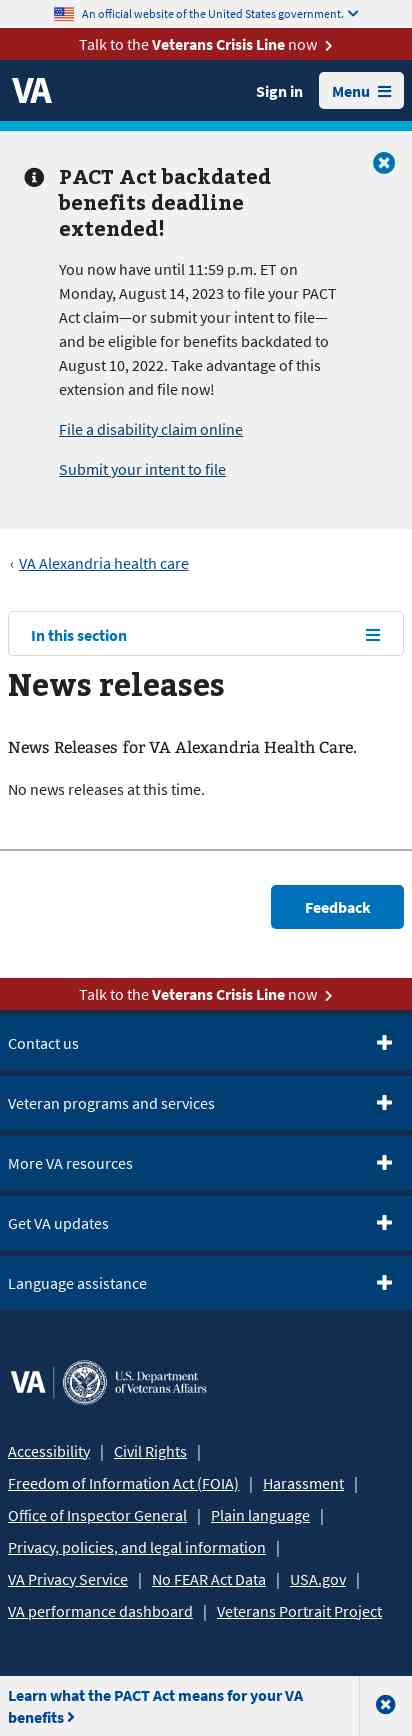 An official website of the United States government.
Talk to the Veterans Crisis Line now
VA
Sign in
Menu
PACT Act backdated
benefits deadline
extended!
You now have until 11:59 p.m. ET on
Monday, August 14, 2023 to file your PACT
Act claim—or submit your intent to file—
and be eligible for benefits backdated to
August 10, 2022. Take advantage of this
extension and file now!
File a disability claim online
Submit your intent to file
‹ VA Alexandria health care
In this section
News releases
News Releases for VA Alexandria Health Care.
No news releases at this time.
Feedback
Talk to the Veterans Crisis Line now
Contact us
Veteran programs and services
More VA resources
Get VA updates
Language assistance
VA | U.S. Department
of Veterans Affairs
Accessibility | Civil Rights |
Freedom of Information Act (FOIA) | Harassment |
Office of Inspector General | Plain language |
Privacy, policies, and legal information |
VA Privacy Service | No FEAR Act Data | USA.gov |
VA performance dashboard | Veterans Portrait Project
Learn what the PACT Act means for your VA
benefits